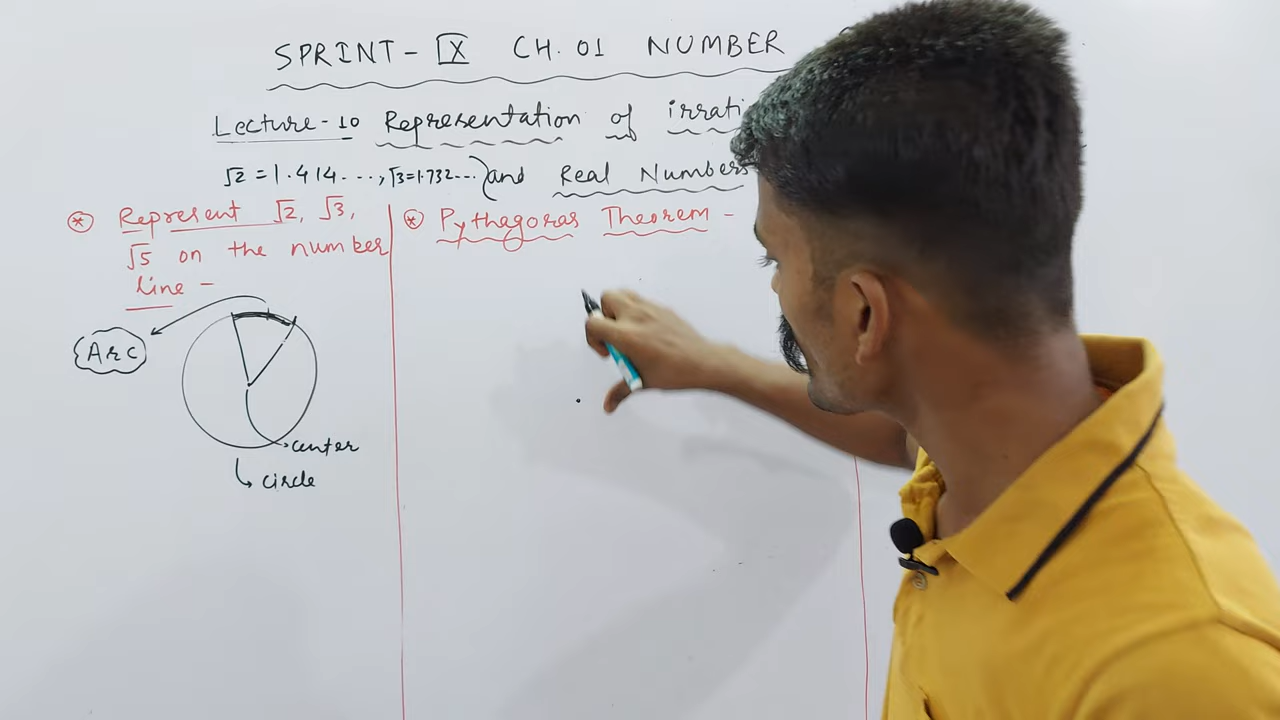 SPRINT - IX CH. 01 NUMBER
Lecture - 10 Representation of irrati
√2 = 1.414...., √3=1.732...) and Real Numbers
* Represent √2, √3,
√5 on the number
line -
Arc
center
circle
* Pythagoras Theorem -